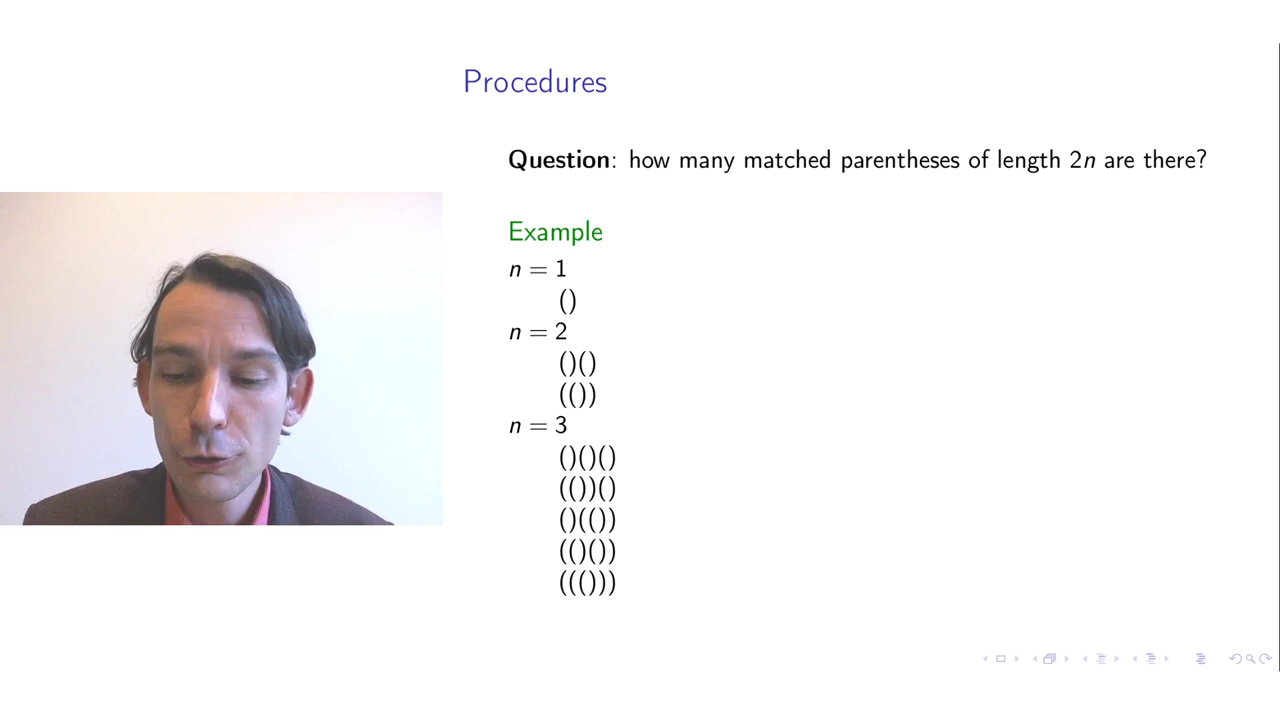 Procedures
Question: how many matched parentheses of length 2n are there?
Example
n = 1
()
n = 2
()()
(())
n = 3
()()()
(())()
()(())
(()())
((()))